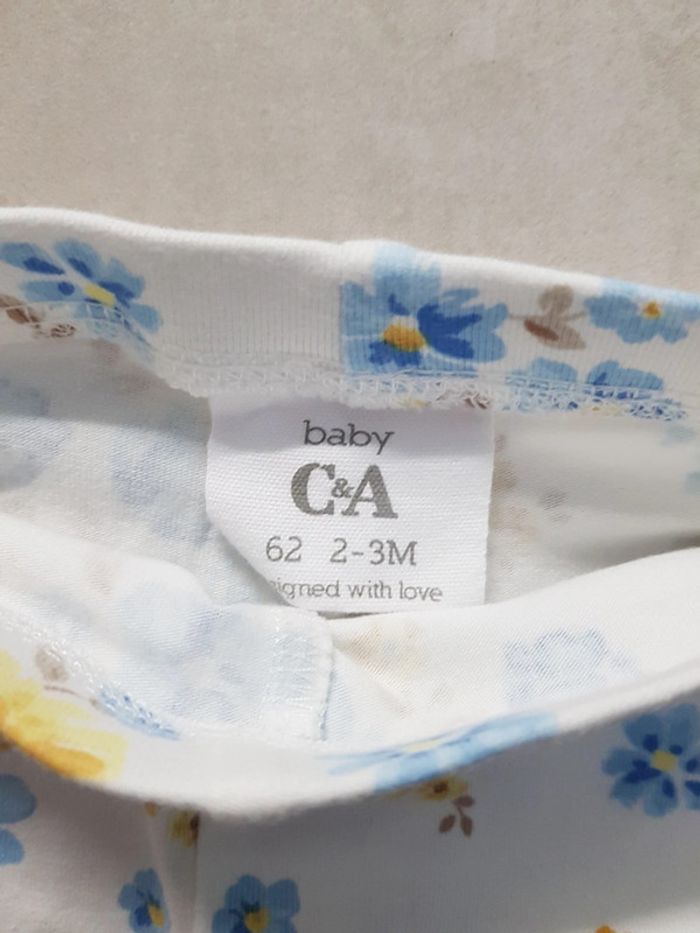 baby
C&A
62 2-3M
igned with love